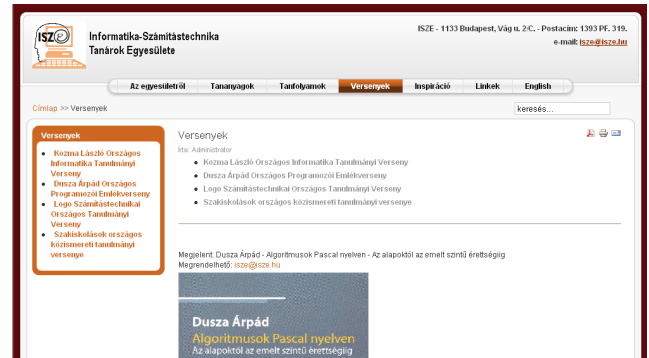 ISZE
Informatika-Számítástechnika
Tanárok Egyesülete
ISZE - 1133 Budapest, Vág u. 2/C. - Postacím: 1393 PF. 319.
e-mail: isze@isze.hu
Az egyesületről Tananyagok Tanfolyamok Versenyek Inspiráció Linkek English
Címlap >> Versenyek
keresés...
Versenyek
Kozma László Országos
Informatika Tanulmányi
Verseny
Dusza Árpád Országos
Programozói Emlékverseny
Logo Számítástechnikai
Országos Tanulmányi
Verseny
Szakiskolások országos
közismereti tanulmányi
versenye
Versenyek
Írta: Administrator
Kozma László Országos Informatika Tanulmányi Verseny
Dusza Árpád Országos Programozói Emlékverseny
Logo Számítástechnikai Országos Tanulmányi Verseny
Szakiskolások országos közismereti tanulmányi versenye
Megjelent: Dusza Árpád - Algoritmusok Pascal nyelven - Az alapoktól az emelt szintű érettségiig
Megrendelhető: isze@isze.hu
Dusza Árpád
Algoritmusok Pascal nyelven
Az alapoktól az emelt szintű érettségiig